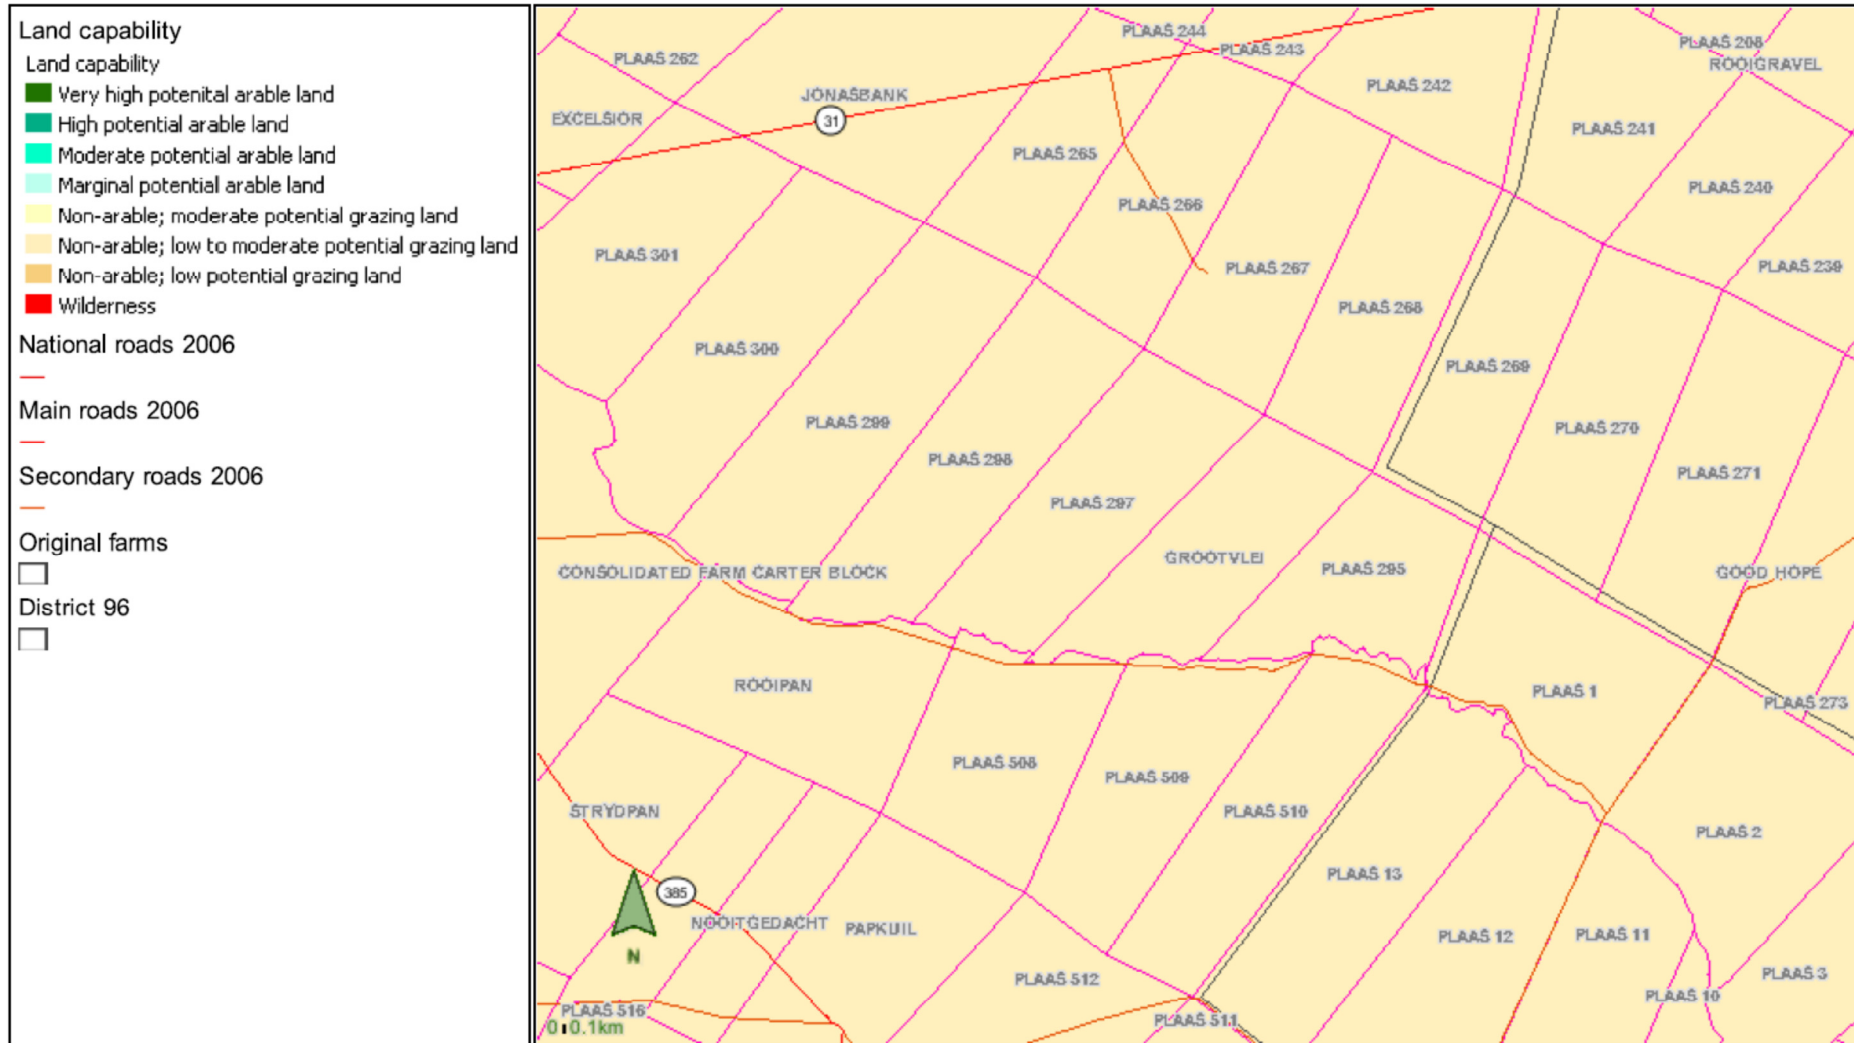 Land capability
Land capability
Very high potenital arable land
High potential arable land
Moderate potential arable land
Marginal potential arable land
Non-arable; moderate potential grazing land
Non-arable; low to moderate potential grazing land
Non-arable; low potential grazing land
Wilderness
National roads 2006
Main roads 2006
Secondary roads 2006
Original farms
District 96
PLAAS 244
PLAAS 208
PLAAS 243
PLAAS 262
ROOIGRAVEL
PLAAS 242
JONASBANK
31
EXCELSIOR
PLAAS 241
PLAAS 265
PLAAS 240
PLAAS 266
PLAAS 301
PLAAS 267
PLAAS 239
PLAAS 268
PLAAS 300
PLAAS 269
PLAAS 299
PLAAS 270
PLAAS 298
PLAAS 271
PLAAS 297
GROOTVLEI
PLAAS 295
CONSOLIDATED FARM CARTER BLOCK
GOOD HOPE
ROOIPAN
PLAAS 1
PLAAS 273
PLAAS 508
PLAAS 509
STRYDPAN
PLAAS 510
PLAAS 2
PLAAS 13
385
NOOITGEDACHT
PAPKUIL
PLAAS 12
PLAAS 11
N
PLAAS 512
PLAAS 3
PLAAS 10
PLAAS 516
PLAAS 511
0 0.1km